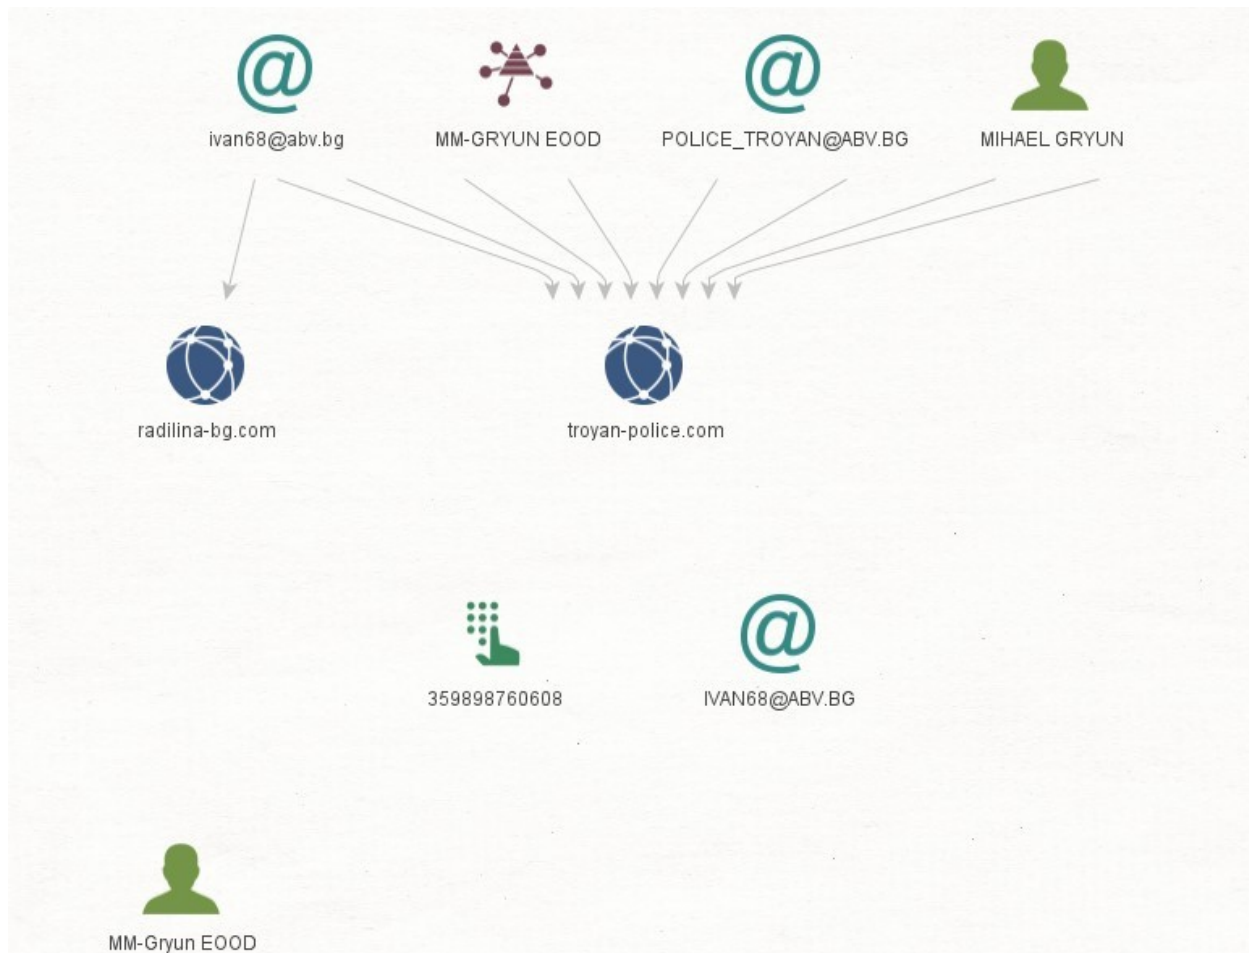 ivan68@abv.bg
MM-GRYUN EOOD
POLICE_TROYAN@ABV.BG
MIHAEL GRYUN
radilina-bg.com
troyan-police.com
359898760608
IVAN68@ABV.BG
MM-Gryun EOOD